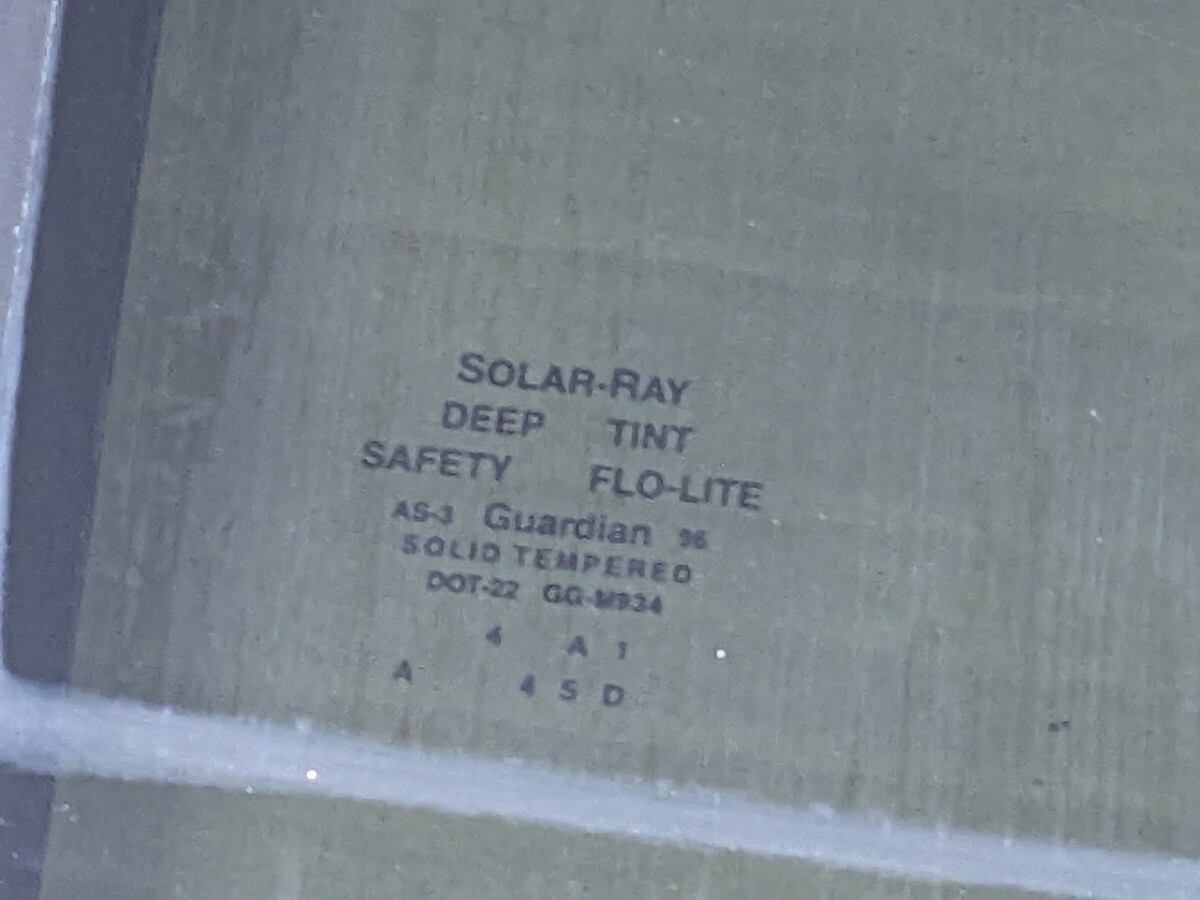 SOLAR-RAY
DEEP TINT
SAFETY FLO-LITE
AS-3 Guardian 96
SOLID TEMPERED
DOT-22 GG-M934
4 A 1
A 4 5 D